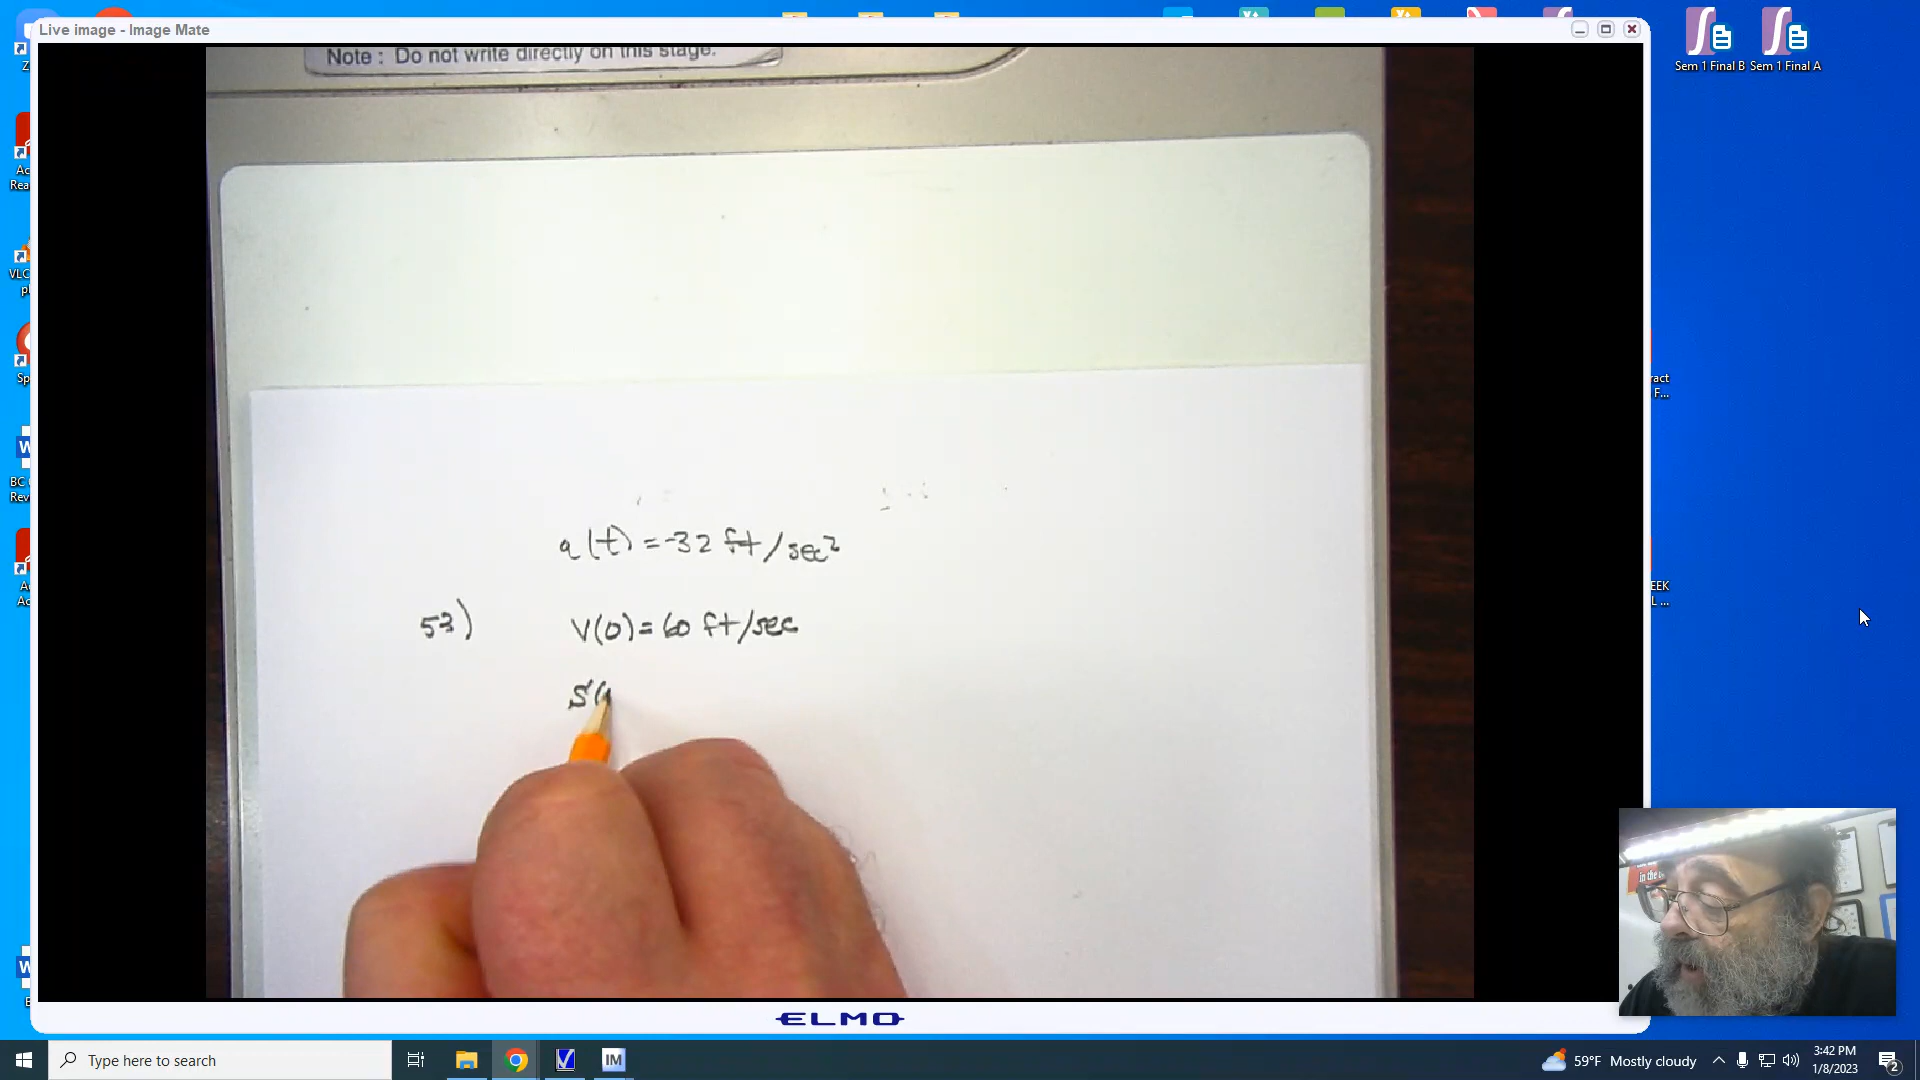 Live image - Image Mate
Note : Do not write directly on this stage.
Sem 1 Final B
Sem 1 Final A
a(t) = -32 ft/sec²
53)
V(0) = 60 ft/sec
S(
ELMO
Type here to search
IM
59°F Mostly cloudy
3:42 PM
1/8/2023
2